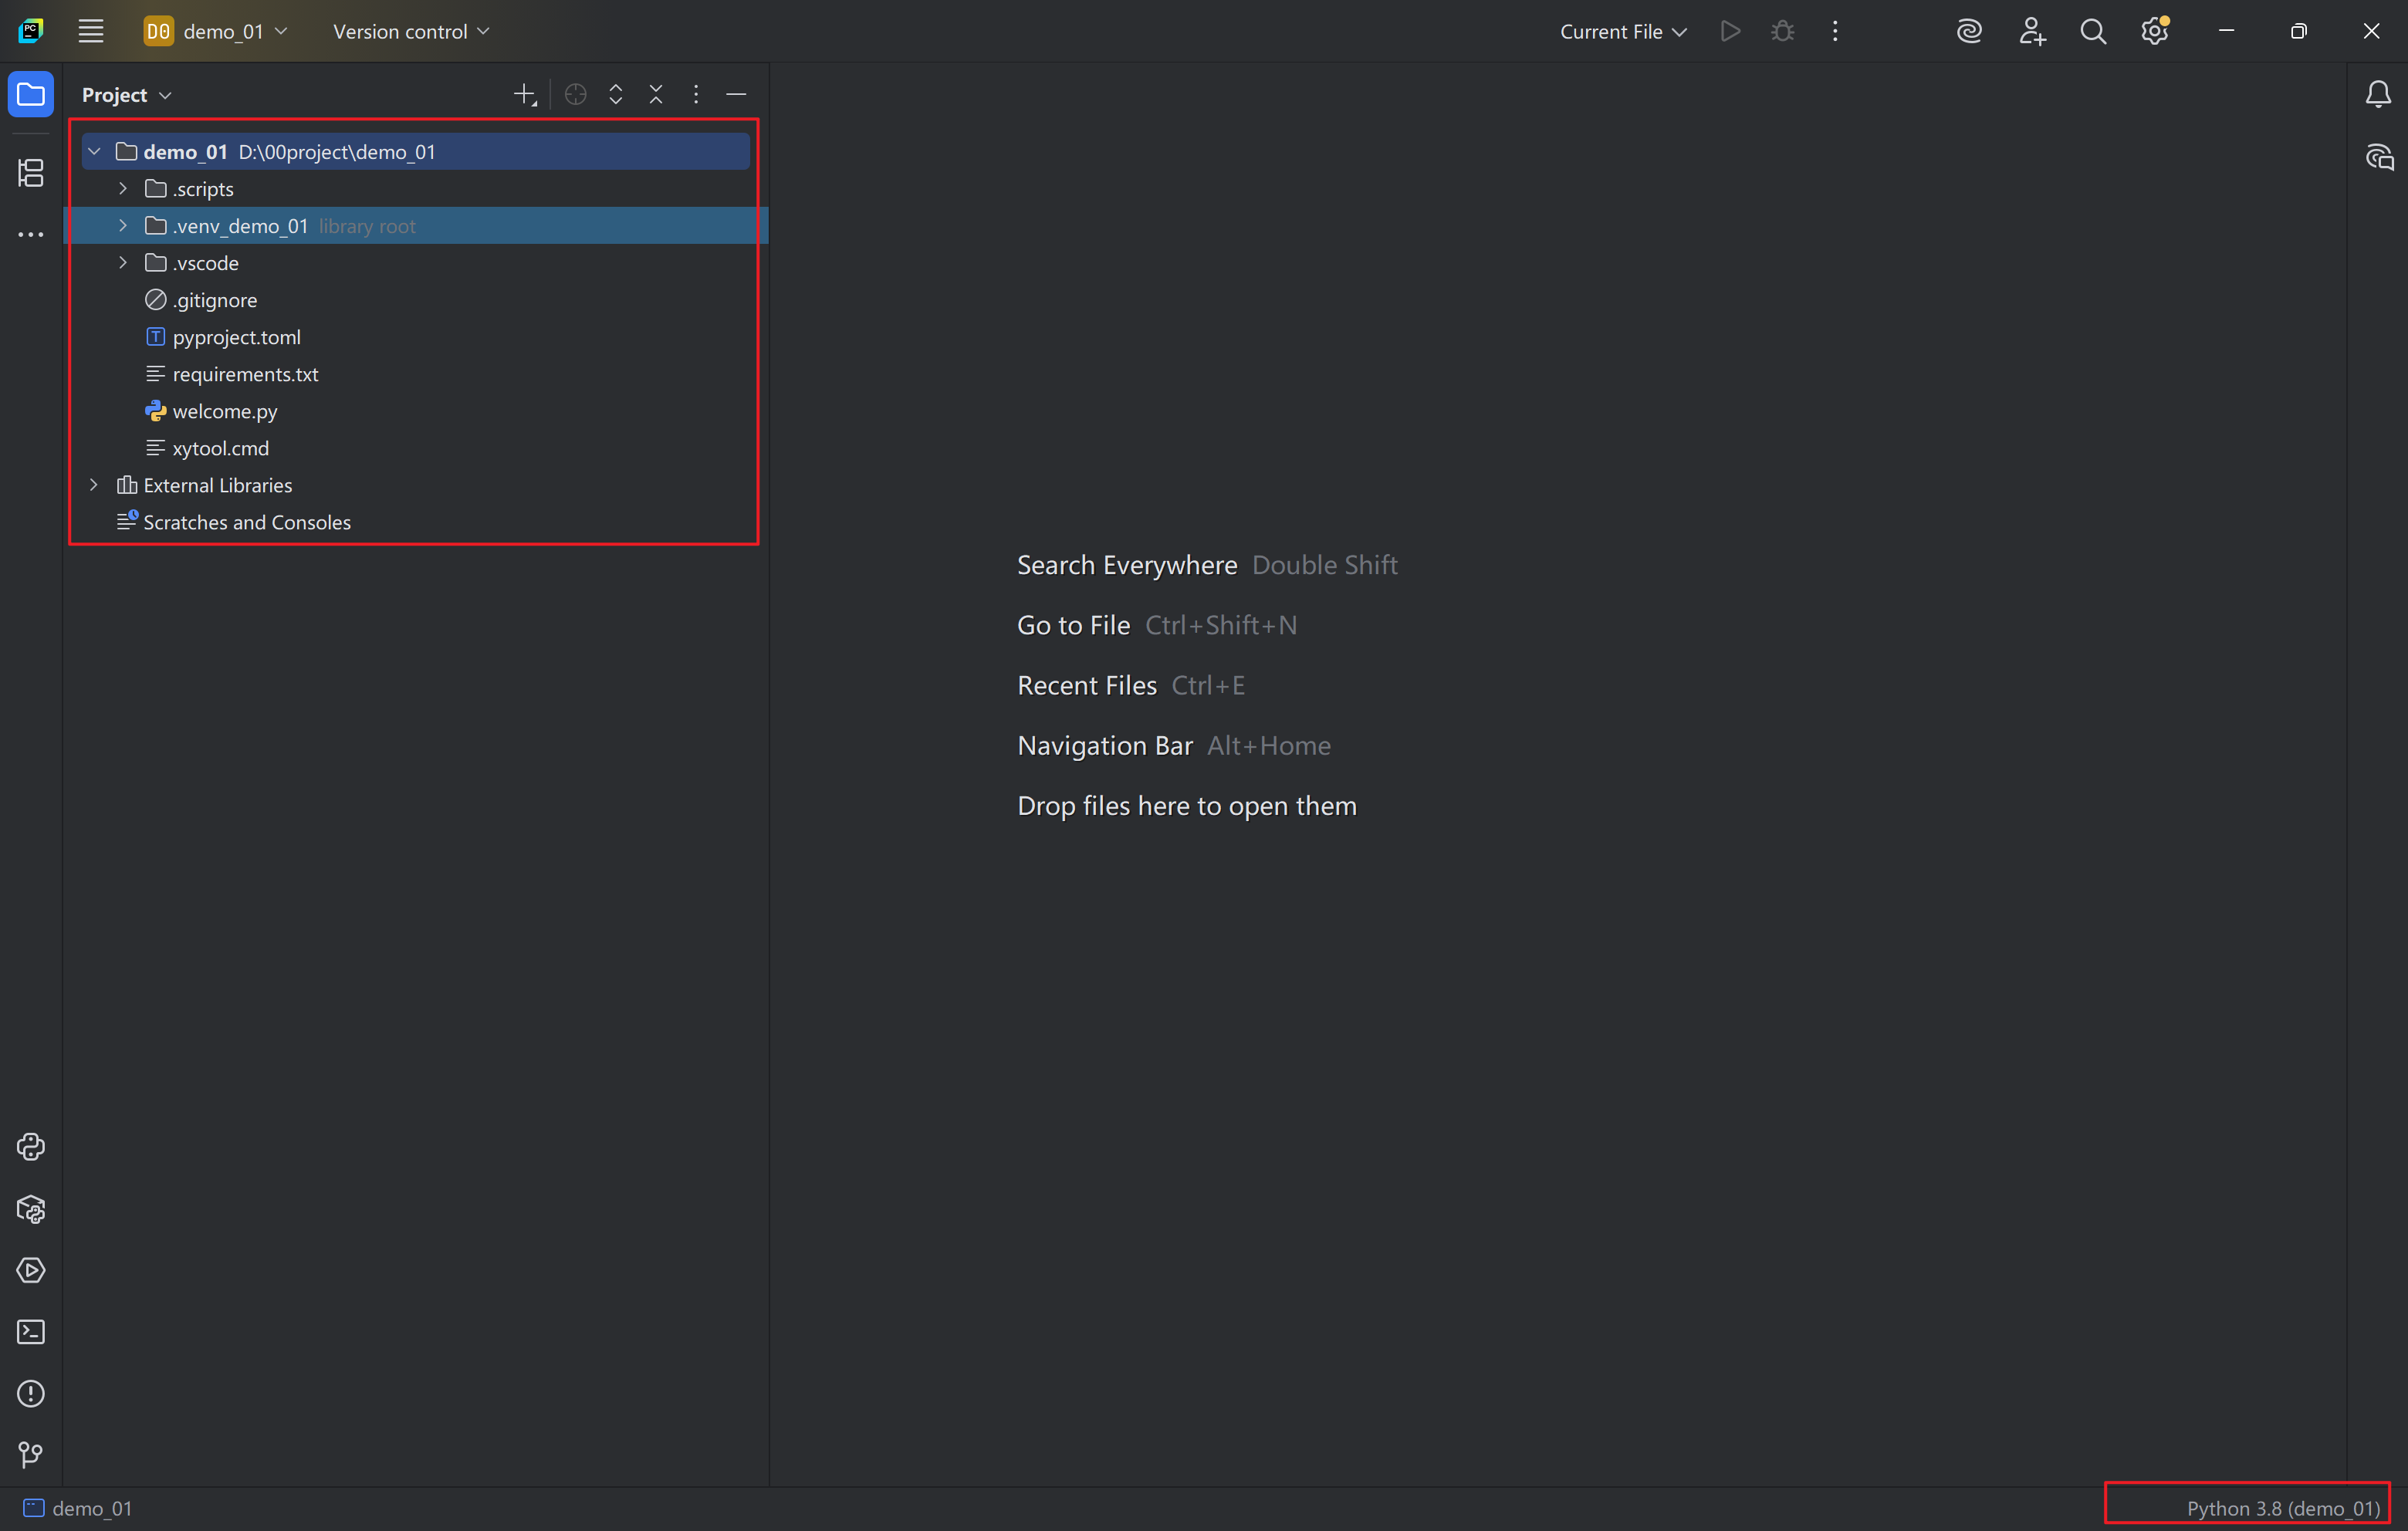 PC
D0 demo_01
Version control
Current File
Project
demo_01 D:\00project\demo_01
.scripts
.venv_demo_01 library root
.vscode
.gitignore
T pyproject.toml
requirements.txt
welcome.py
xytool.cmd
External Libraries
Scratches and Consoles
Search Everywhere Double Shift
Go to File Ctrl+Shift+N
Recent Files Ctrl+E
Navigation Bar Alt+Home
Drop files here to open them
demo_01
Python 3.8 (demo_01)